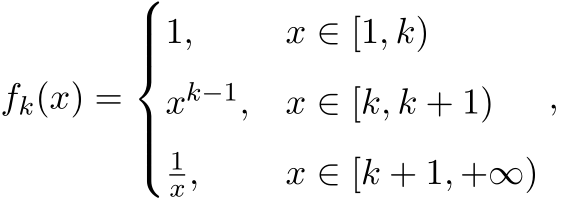 f_k(x) = { 1, x ∈ [1, k)
x^{k−1}, x ∈ [k, k + 1) ,
1/x, x ∈ [k + 1, +∞)